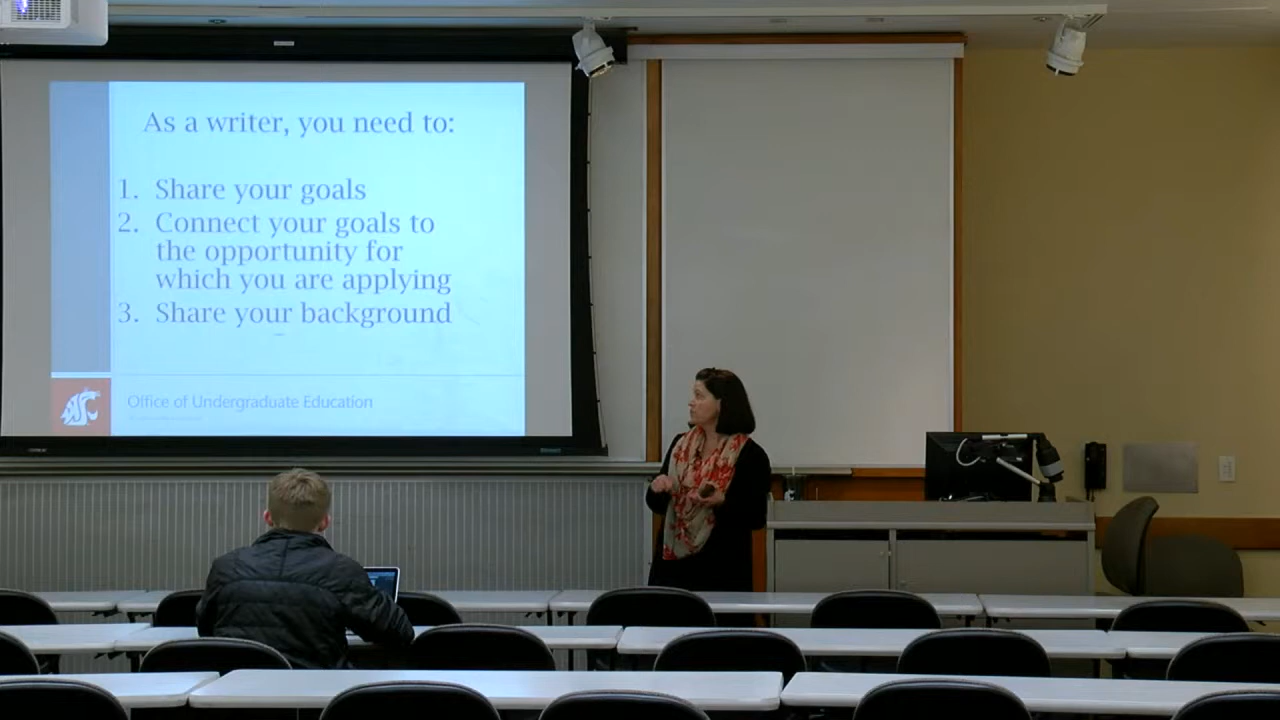 As a writer, you need to:
1. Share your goals
2. Connect your goals to
the opportunity for
which you are applying
3. Share your background
Office of Undergraduate Education